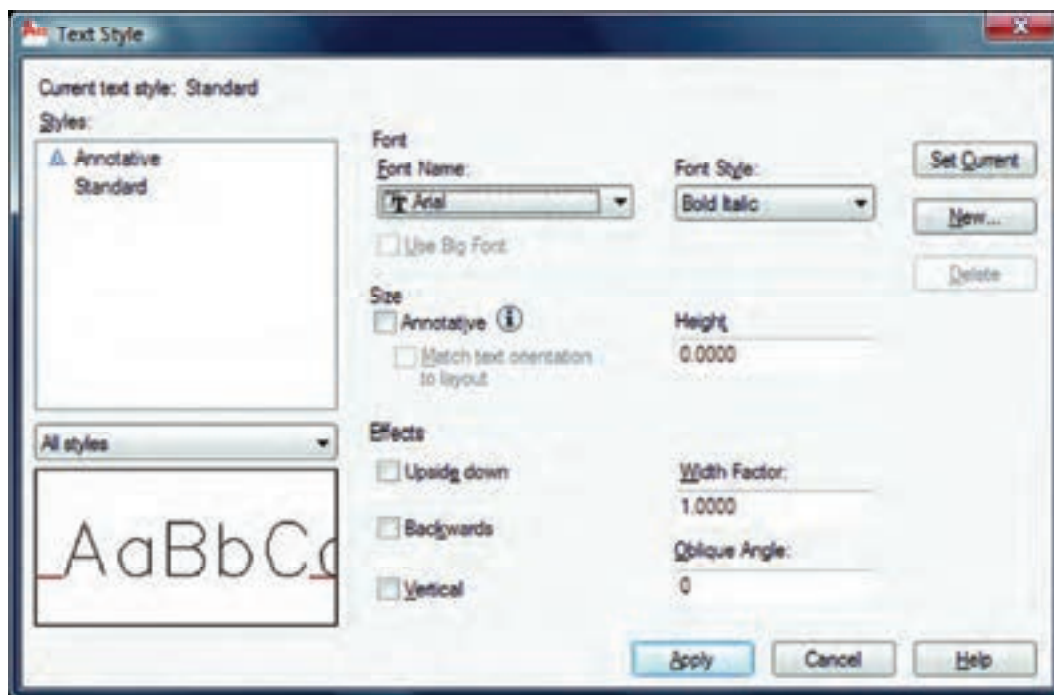 Text Style
Current text style: Standard
Styles:
Annotative
Standard
All styles
AaBbCc
Font
Font Name:
Arial
Use Big Font
Font Style:
Bold Italic
Size
Annotative
Match text orientation
to layout
Height
0.0000
Effects
Upside down
Backwards
Vertical
Width Factor:
1.0000
Oblique Angle:
0
Set Current
New...
Delete
Apply
Cancel
Help